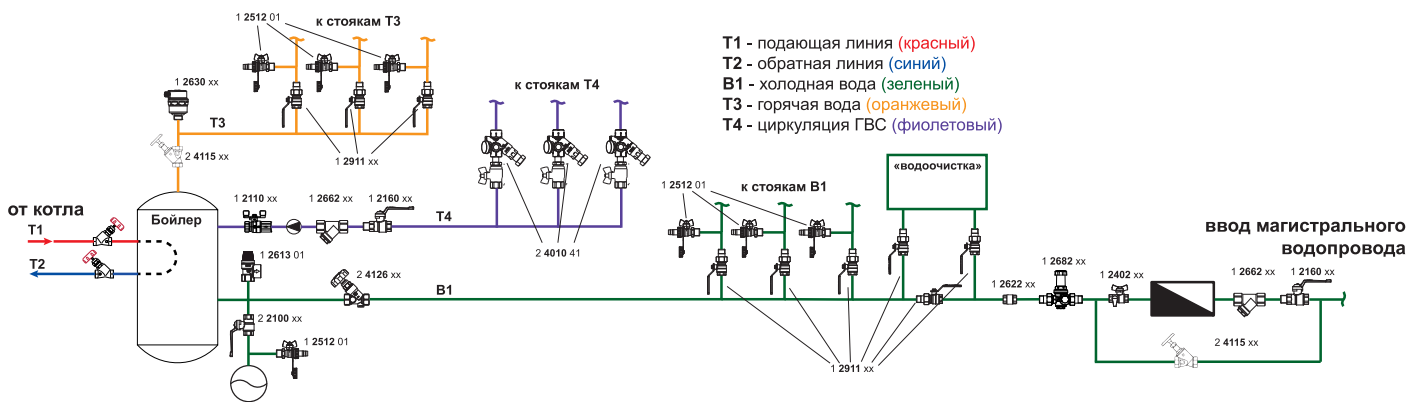 1 2512 01
к стоякам Т3
Т1 - подающая линия (красный)
Т2 - обратная линия (синий)
В1 - холодная вода (зеленый)
Т3 - горячая вода (оранжевый)
Т4 - циркуляция ГВС (фиолетовый)
1 2630 xx
к стоякам Т4
Т3
2 4115 xx
1 2911 xx
«водоочистка»
1 2512 01
к стоякам В1
от котла
Т1
Т2
Бойлер
1 2110 xx
1 2662 xx
1 2160 xx
Т4
2 4010 41
ввод магистрального
водопровода
1 2613 01
2 4126 xx
В1
1 2682 xx
1 2402 xx
1 2662 xx
1 2160 xx
1 2622 xx
2 2100 xx
1 2512 01
1 2911 xx
2 4115 xx